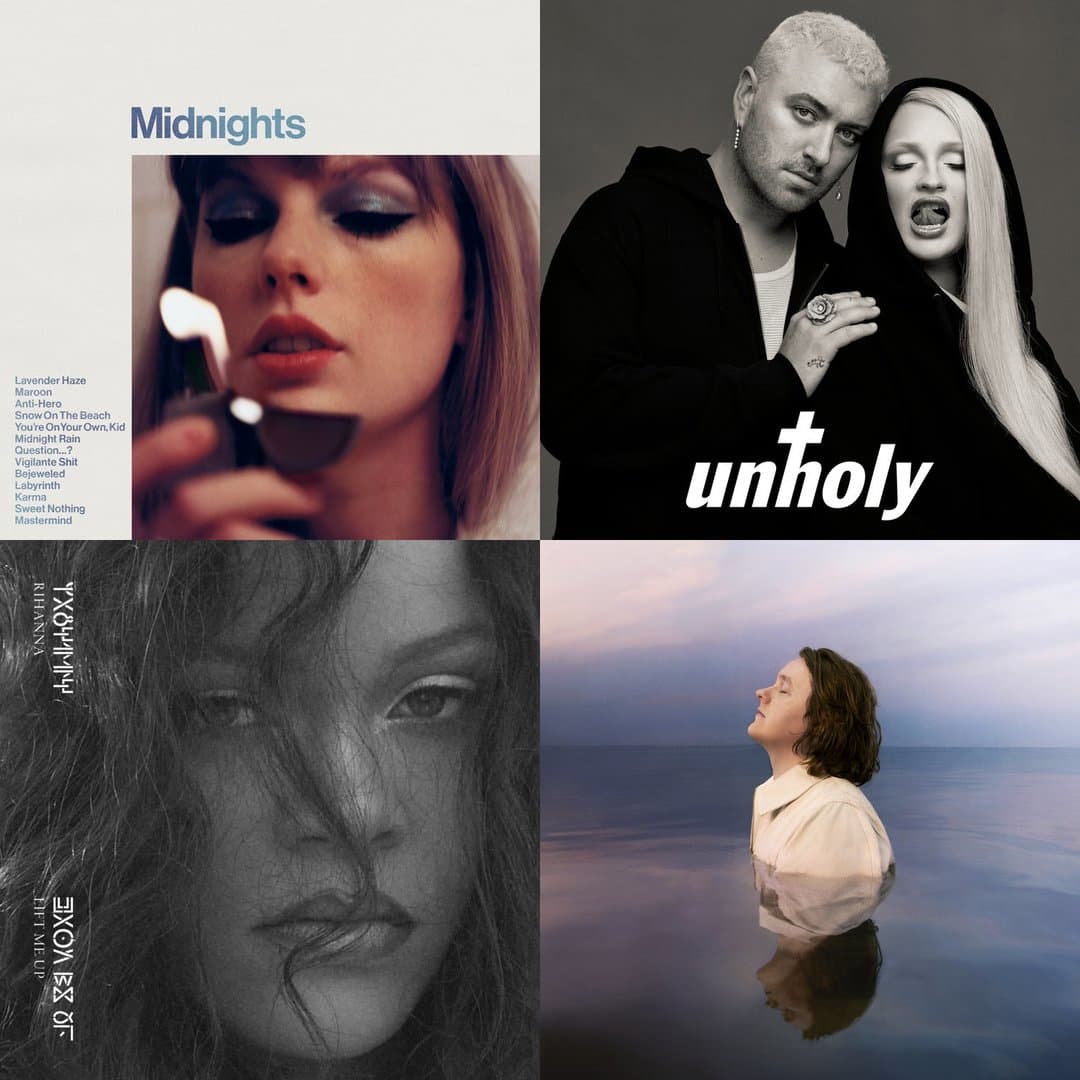 Midnights
Lavender Haze
Maroon
Anti-Hero
Snow On The Beach
You're On Your Own, Kid
Midnight Rain
Question...?
Vigilante Shit
Bejeweled
Labyrinth
Karma
Sweet Nothing
Mastermind
unholy
RIHANNA
LIFT ME UP